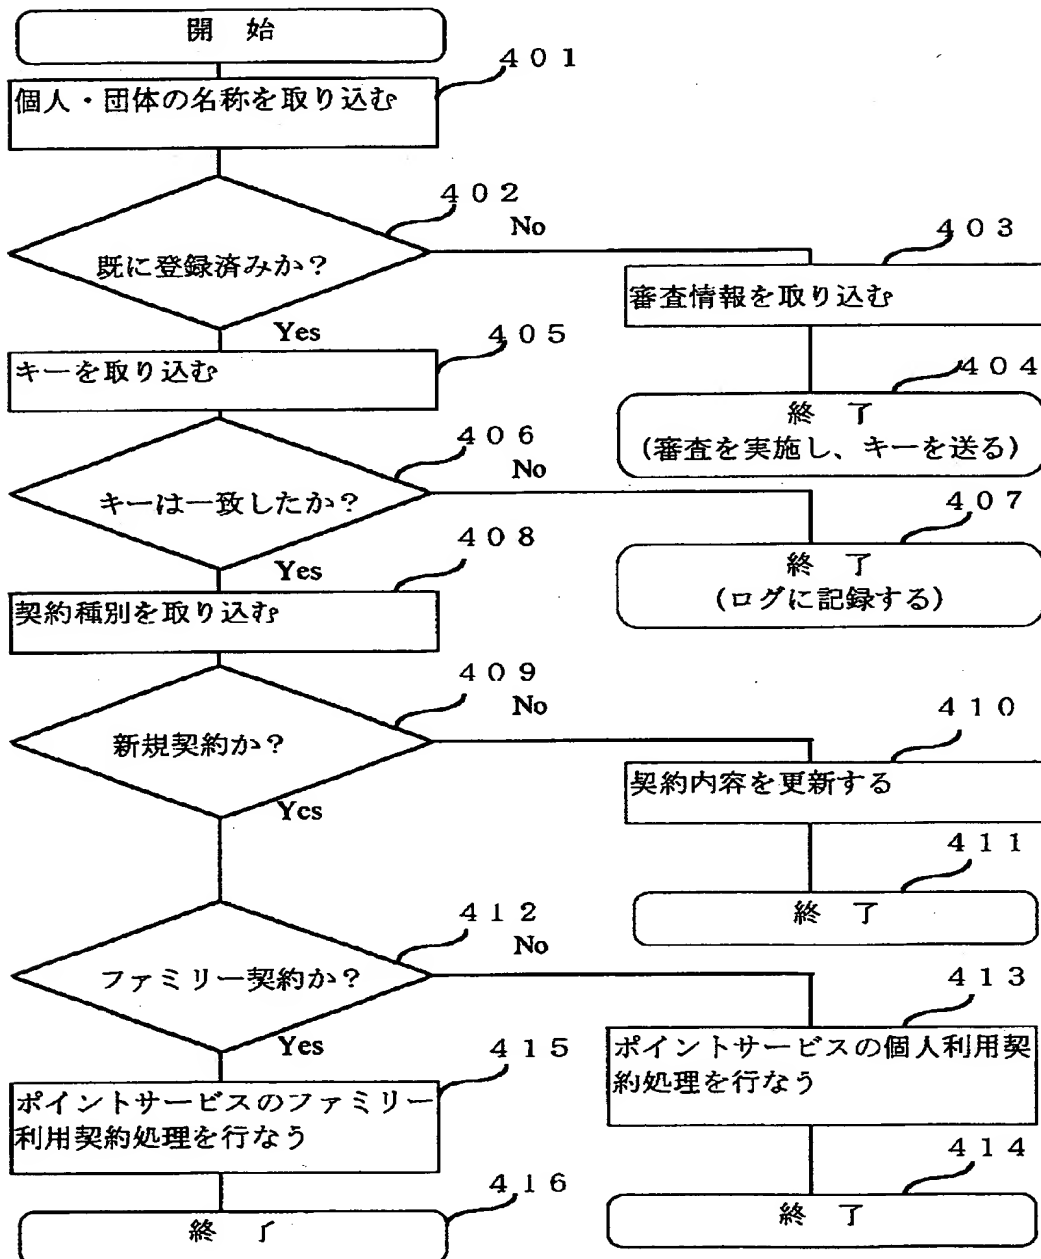 開 始
401
個人・団体の名称を取り込む
402
No
403
既に登録済みか？
審査情報を取り込む
Yes
405
キーを取り込む
404
終 了
(審査を実施し、キーを送る)
406
No
キーは一致したか？
407
408
終 了
(ログに記録する)
Yes
契約種別を取り込む
409
No
410
新規契約か？
契約内容を更新する
Yes
411
終 了
412
No
ファミリー契約か？
413
Yes
415
ポイントサービスの個人利用契
約処理を行なう
ポイントサービスのファミリー
利用契約処理を行なう
414
416
終 了
終 了